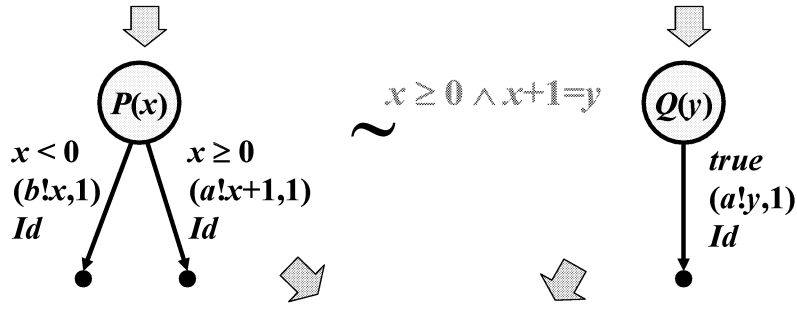 x ≥ 0 ∧ x+1=y
P(x)
Q(y)
~
x < 0
(b!x,1)
Id
x ≥ 0
(a!x+1,1)
Id
true
(a!y,1)
Id